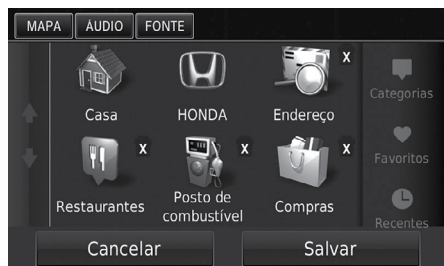 MAPA ÁUDIO FONTE
Casa HONDA Endereço X
Categorias
Restaurantes X
Posto de
combustível X
Compras X
Favoritos
Recentes
Cancelar Salvar